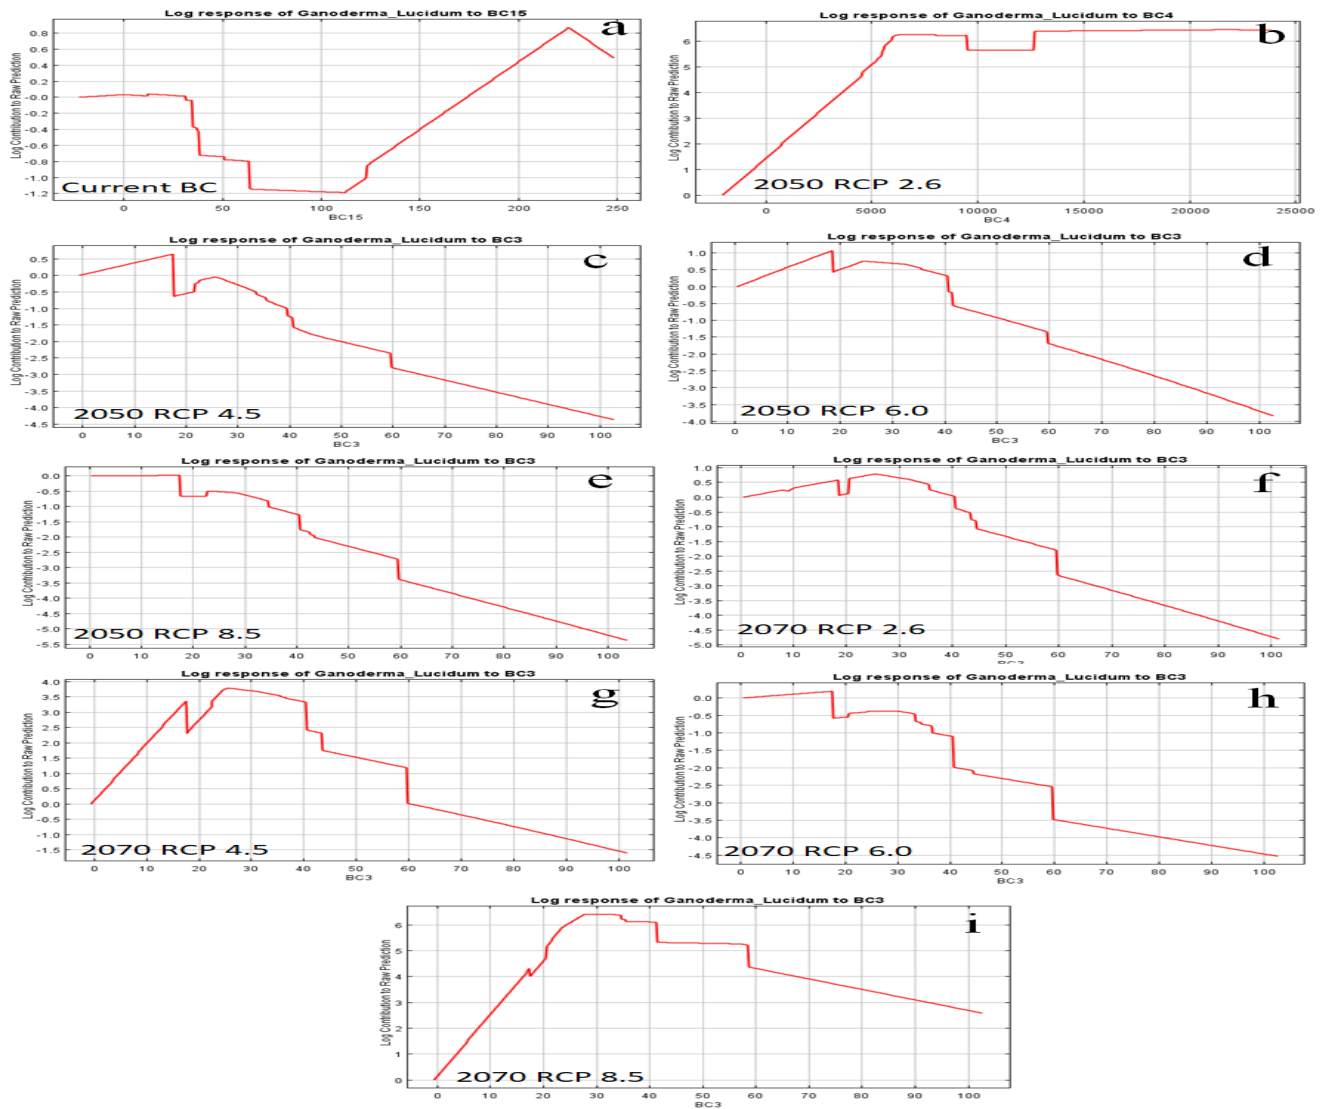 Log response of Ganoderma_Lucidum to BC15
a
Log Contribution to Raw Prediction
0.8
0.6
0.4
0.2
-0.0
-0.2
-0.4
-0.6
-0.8
-1.0
-1.2
Current BC
0 50 100 150 200 250
BC15
Log response of Ganoderma_Lucidum to BC4
b
Log Contribution to Raw Prediction
6
5
4
3
2
1
0
2050 RCP 2.6
0 5000 10000 15000 20000 25000
BC4
Log response of Ganoderma_Lucidum to BC3
c
Log Contribution to Raw Prediction
0.5
0.0
-0.5
-1.0
-1.5
-2.0
-2.5
-3.0
-3.5
-4.0
-4.5
2050 RCP 4.5
0 10 20 30 40 50 60 70 80 90 100
BC3
Log response of Ganoderma_Lucidum to BC3
d
Log Contribution to Raw Prediction
1.0
0.5
0.0
-0.5
-1.0
-1.5
-2.0
-2.5
-3.0
-3.5
-4.0
2050 RCP 6.0
0 10 20 30 40 50 60 70 80 90 100
BC3
Log response of Ganoderma_Lucidum to BC3
e
Log Contribution to Raw Prediction
0.0
-0.5
-1.0
-1.5
-2.0
-2.5
-3.0
-3.5
-4.0
-4.5
-5.0
-5.5
2050 RCP 8.5
0 10 20 30 40 50 60 70 80 90 100
Log response of Ganoderma_Lucidum to BC3
f
Log Contribution to Raw Prediction
1.0
0.5
0.0
-0.5
-1.0
-1.5
-2.0
-2.5
-3.0
-3.5
-4.0
-4.5
-5.0
2070 RCP 2.6
0 10 20 30 40 50 60 70 80 90 100
BC3
Log response of Ganoderma_Lucidum to BC3
g
Log Contribution to Raw Prediction
4.0
3.5
3.0
2.5
2.0
1.5
1.0
0.5
0.0
-0.5
-1.0
-1.5
2070 RCP 4.5
0 10 20 30 40 50 60 70 80 90 100
BC3
Log response of Ganoderma_Lucidum to BC3
h
Log Contribution to Raw Prediction
0.0
-0.5
-1.0
-1.5
-2.0
-2.5
-3.0
-3.5
-4.0
-4.5
2070 RCP 6.0
0 10 20 30 40 50 60 70 80 90 100
BC3
Log response of Ganoderma_Lucidum to BC3
i
Log Contribution to Raw Prediction
6
5
4
3
2
1
0
2070 RCP 8.5
0 10 20 30 40 50 60 70 80 90 100
BC3